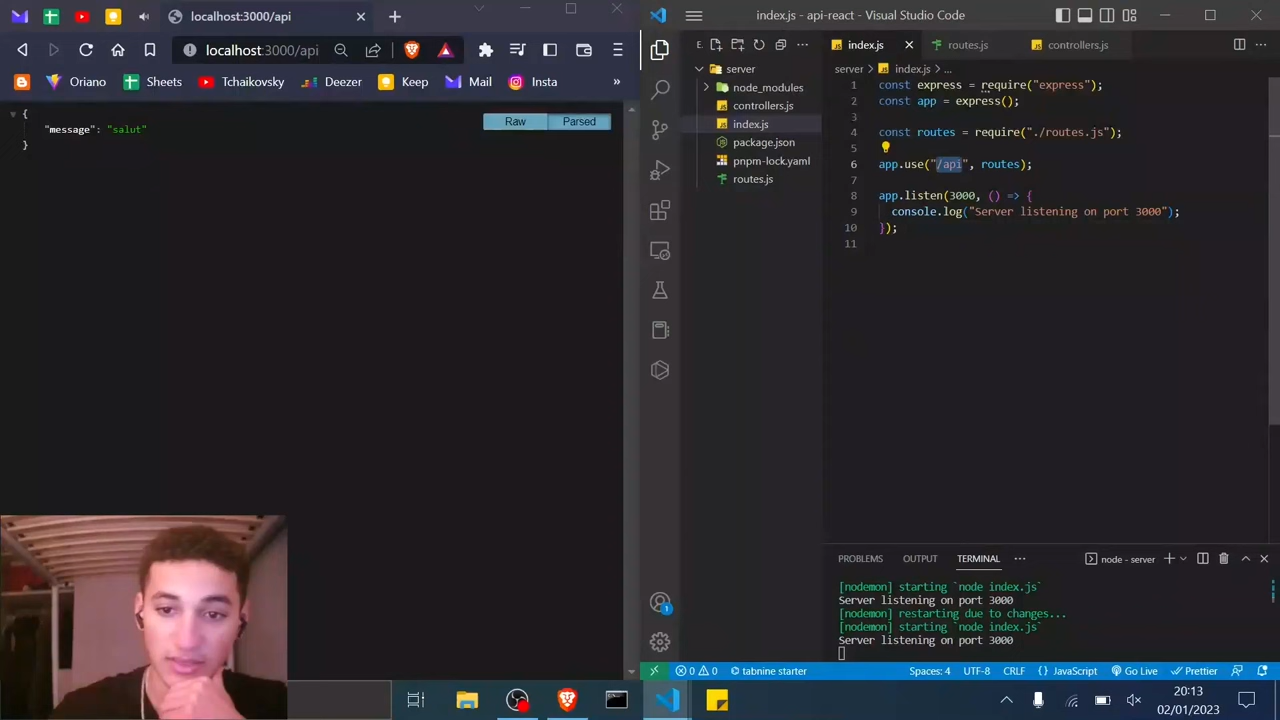 localhost:3000/api
index.js - api-react - Visual Studio Code
localhost:3000/api
Oriano
Sheets
Tchaikovsky
Deezer
Keep
Mail
Insta
»
{
"message": "salut"
}
Raw
Parsed
E.
server
node_modules
controllers.js
index.js
package.json
pnpm-lock.yaml
routes.js
index.js
routes.js
controllers.js
server > index.js > ...
1 const express = require("express");
2 const app = express();
3
4 const routes = require("./routes.js");
5
6 app.use("/api", routes);
7
8 app.listen(3000, () => {
9 console.log("Server listening on port 3000");
10 });
11
PROBLEMS
OUTPUT
TERMINAL
node - server
[nodemon] starting `node index.js`
Server listening on port 3000
[nodemon] restarting due to changes...
[nodemon] starting `node index.js`
Server listening on port 3000
1
0
0
tabnine starter
Spaces: 4
UTF-8
CRLF
{} JavaScript
Go Live
Prettier
20:13
02/01/2023